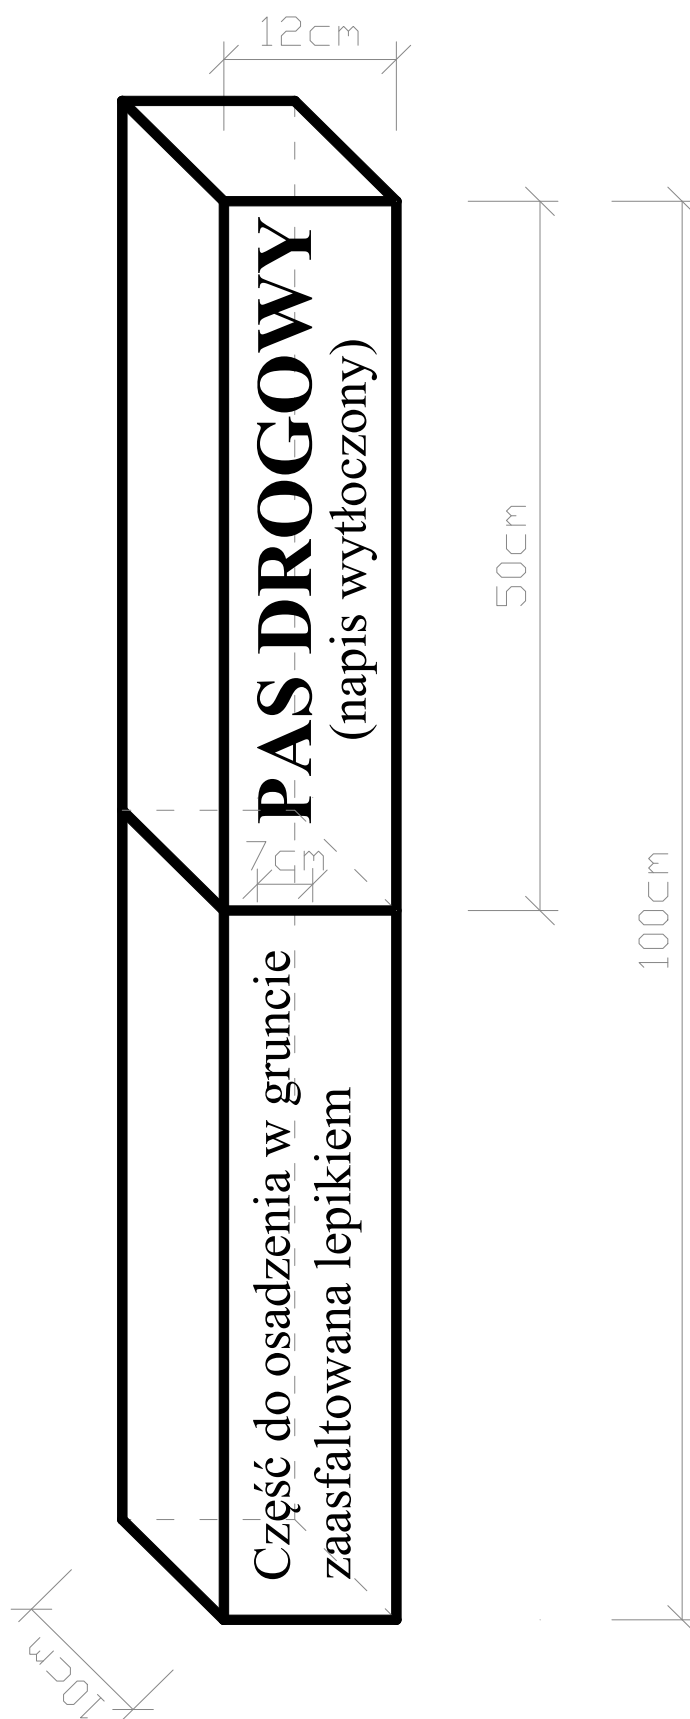 12cm
PAS DROGOWY
(napis wytłoczony)
50cm
100cm
7cm
Część do osadzenia w gruncie
zaasfaltowana lepikiem
10cm